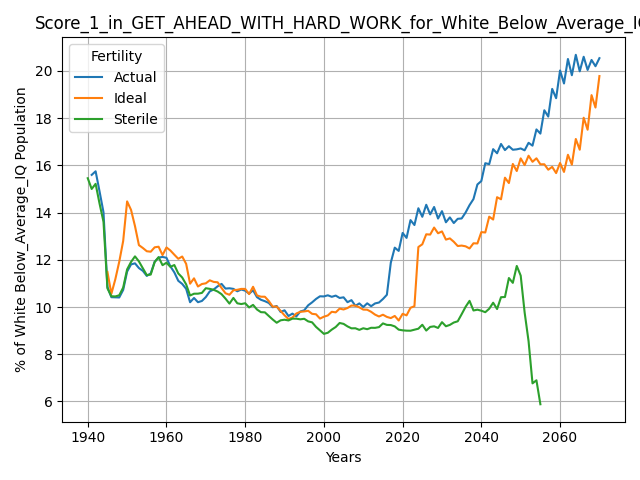 Score_1_in_GET_AHEAD_WITH_HARD_WORK_for_White_Below_Average_I
Fertility
Actual
Ideal
Sterile
% of White Below_Average_IQ Population
20
18
16
14
12
10
8
6
1940 1960 1980 2000 2020 2040 2060
Years